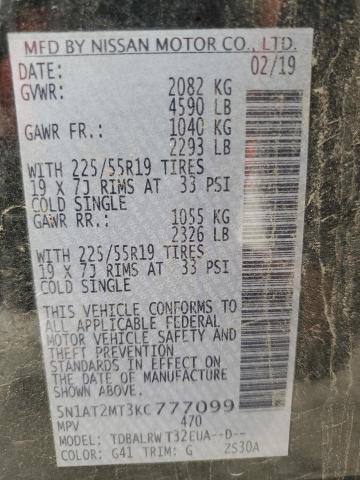 MFD BY NISSAN MOTOR CO., LTD.
DATE: 02/19
GVWR: 2082 KG
4590 LB
GAWR FR.: 1040 KG
2293 LB
WITH 225/55R19 TIRES
19 X 7J RIMS AT 33 PSI
COLD SINGLE
GAWR RR.: 1055 KG
2326 LB
WITH 225/55R19 TIRES
19 X 7J RIMS AT 33 PSI
COLD SINGLE
THIS VEHICLE CONFORMS TO
ALL APPLICABLE FEDERAL
MOTOR VEHICLE SAFETY AND
THEFT PREVENTION
STANDARDS IN EFFECT ON
THE DATE OF MANUFACTURE
SHOWN ABOVE.
5N1AT2MT3KC777099
MPV 470
MODEL: TDBALRWT32EUA--D--
COLOR: G41 TRIM: G 2S30A